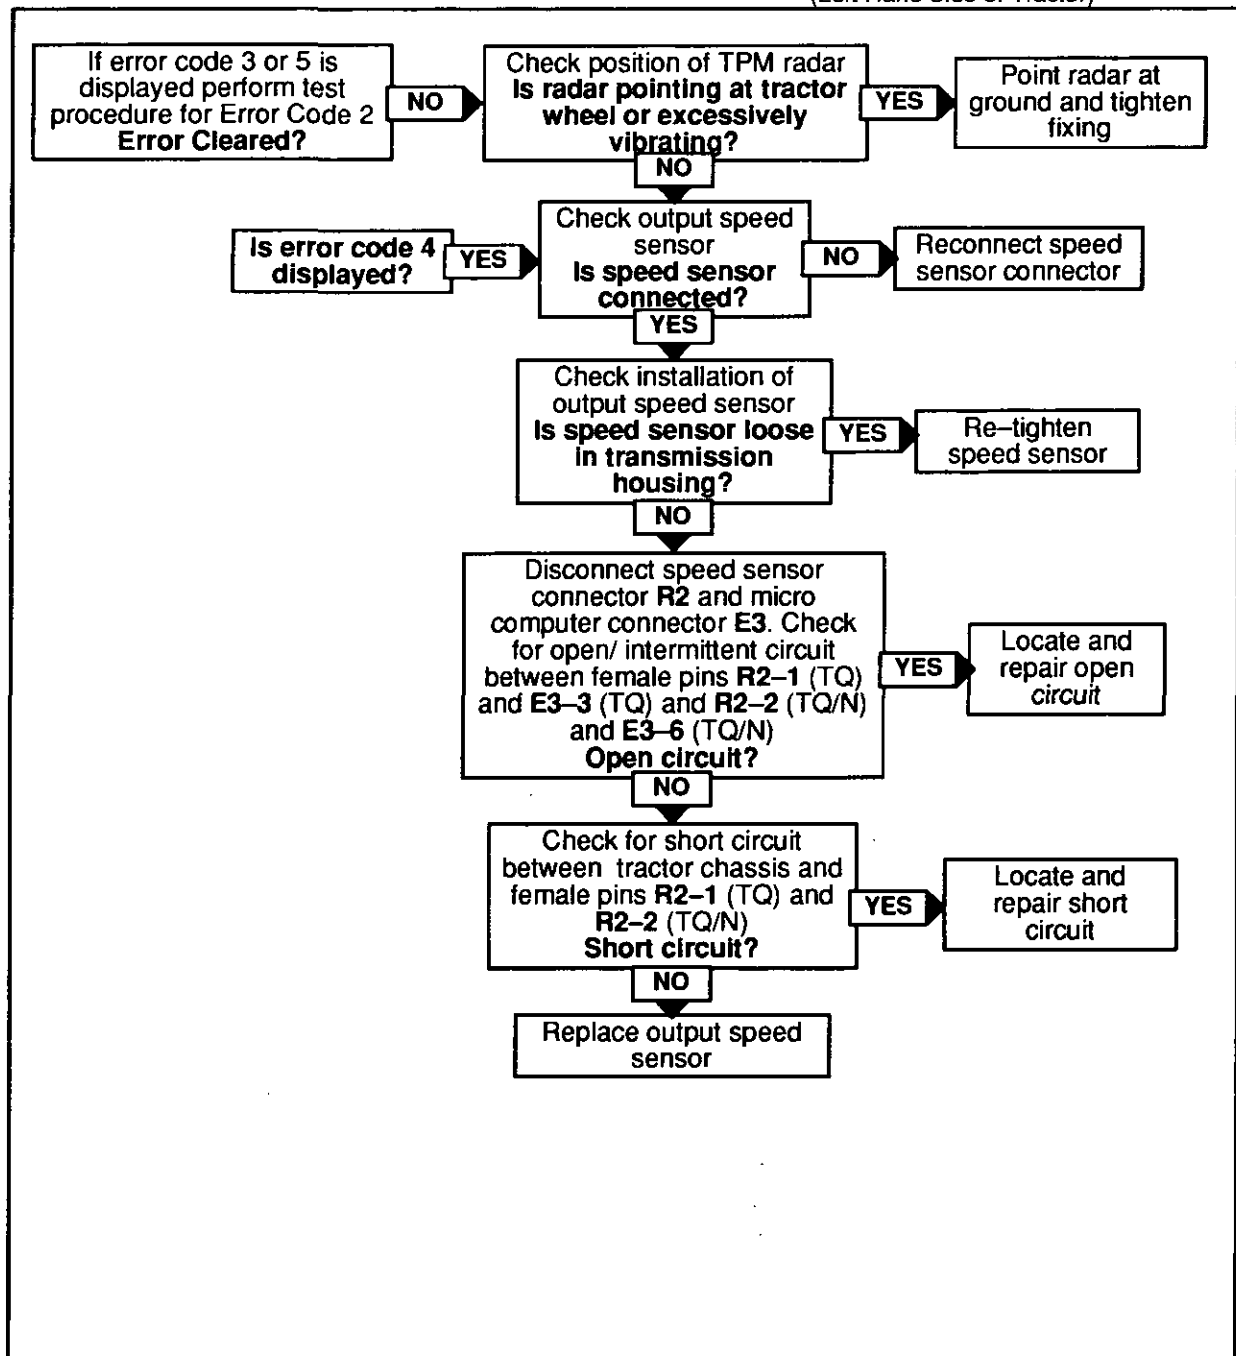 If error code 3 or 5 is
displayed perform test
procedure for Error Code 2
Error Cleared?
NO
Check position of TPM radar
Is radar pointing at tractor
wheel or excessively
vibrating?
YES
Point radar at
ground and tighten
fixing
NO
Is error code 4
displayed?
YES
Check output speed
sensor
Is speed sensor
connected?
NO
Reconnect speed
sensor connector
YES
Check installation of
output speed sensor
Is speed sensor loose
in transmission
housing?
YES
Re–tighten
speed sensor
NO
Disconnect speed sensor
connector R2 and micro
computer connector E3. Check
for open/ intermittent circuit
between female pins R2–1 (TQ)
and E3–3 (TQ) and R2–2 (TQ/N)
and E3–6 (TQ/N)
Open circuit?
YES
Locate and
repair open
circuit
NO
Check for short circuit
between tractor chassis and
female pins R2–1 (TQ) and
R2–2 (TQ/N)
Short circuit?
YES
Locate and
repair short
circuit
NO
Replace output speed
sensor